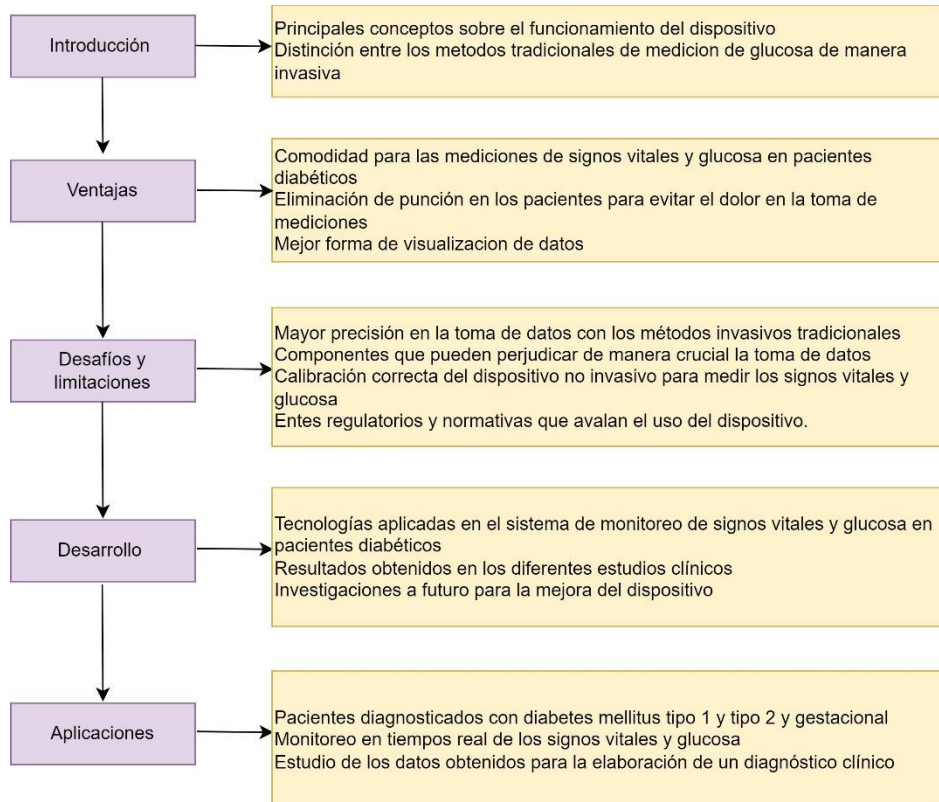 Introducción
Principales conceptos sobre el funcionamiento del dispositivo
Distinción entre los metodos tradicionales de medicion de glucosa de manera
invasiva
Ventajas
Comodidad para las mediciones de signos vitales y glucosa en pacientes
diabéticos
Eliminación de punción en los pacientes para evitar el dolor en la toma de
mediciones
Mejor forma de visualizacion de datos
Desafíos y
limitaciones
Mayor precisión en la toma de datos con los métodos invasivos tradicionales
Componentes que pueden perjudicar de manera crucial la toma de datos
Calibración correcta del dispositivo no invasivo para medir los signos vitales y
glucosa
Entes regulatorios y normativas que avalan el uso del dispositivo.
Desarrollo
Tecnologías aplicadas en el sistema de monitoreo de signos vitales y glucosa en
pacientes diabéticos
Resultados obtenidos en los diferentes estudios clínicos
Investigaciones a futuro para la mejora del dispositivo
Aplicaciones
Pacientes diagnosticados con diabetes mellitus tipo 1 y tipo 2 y gestacional
Monitoreo en tiempos real de los signos vitales y glucosa
Estudio de los datos obtenidos para la elaboración de un diagnóstico clínico